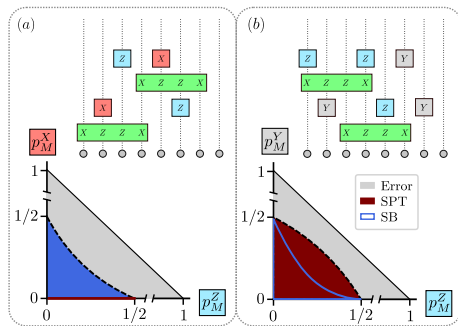 (a)
Z X
X Z Z X
X Z
X Z Z X
p_M^X
1
1/2
0
0 1/2 1
p_M^Z
(b)
Z Z Y
X Z Z X
Y Z Y
X Z Z X
p_M^Y
1
1/2
0
0 1/2 1
p_M^Z
Error
SPT
SB